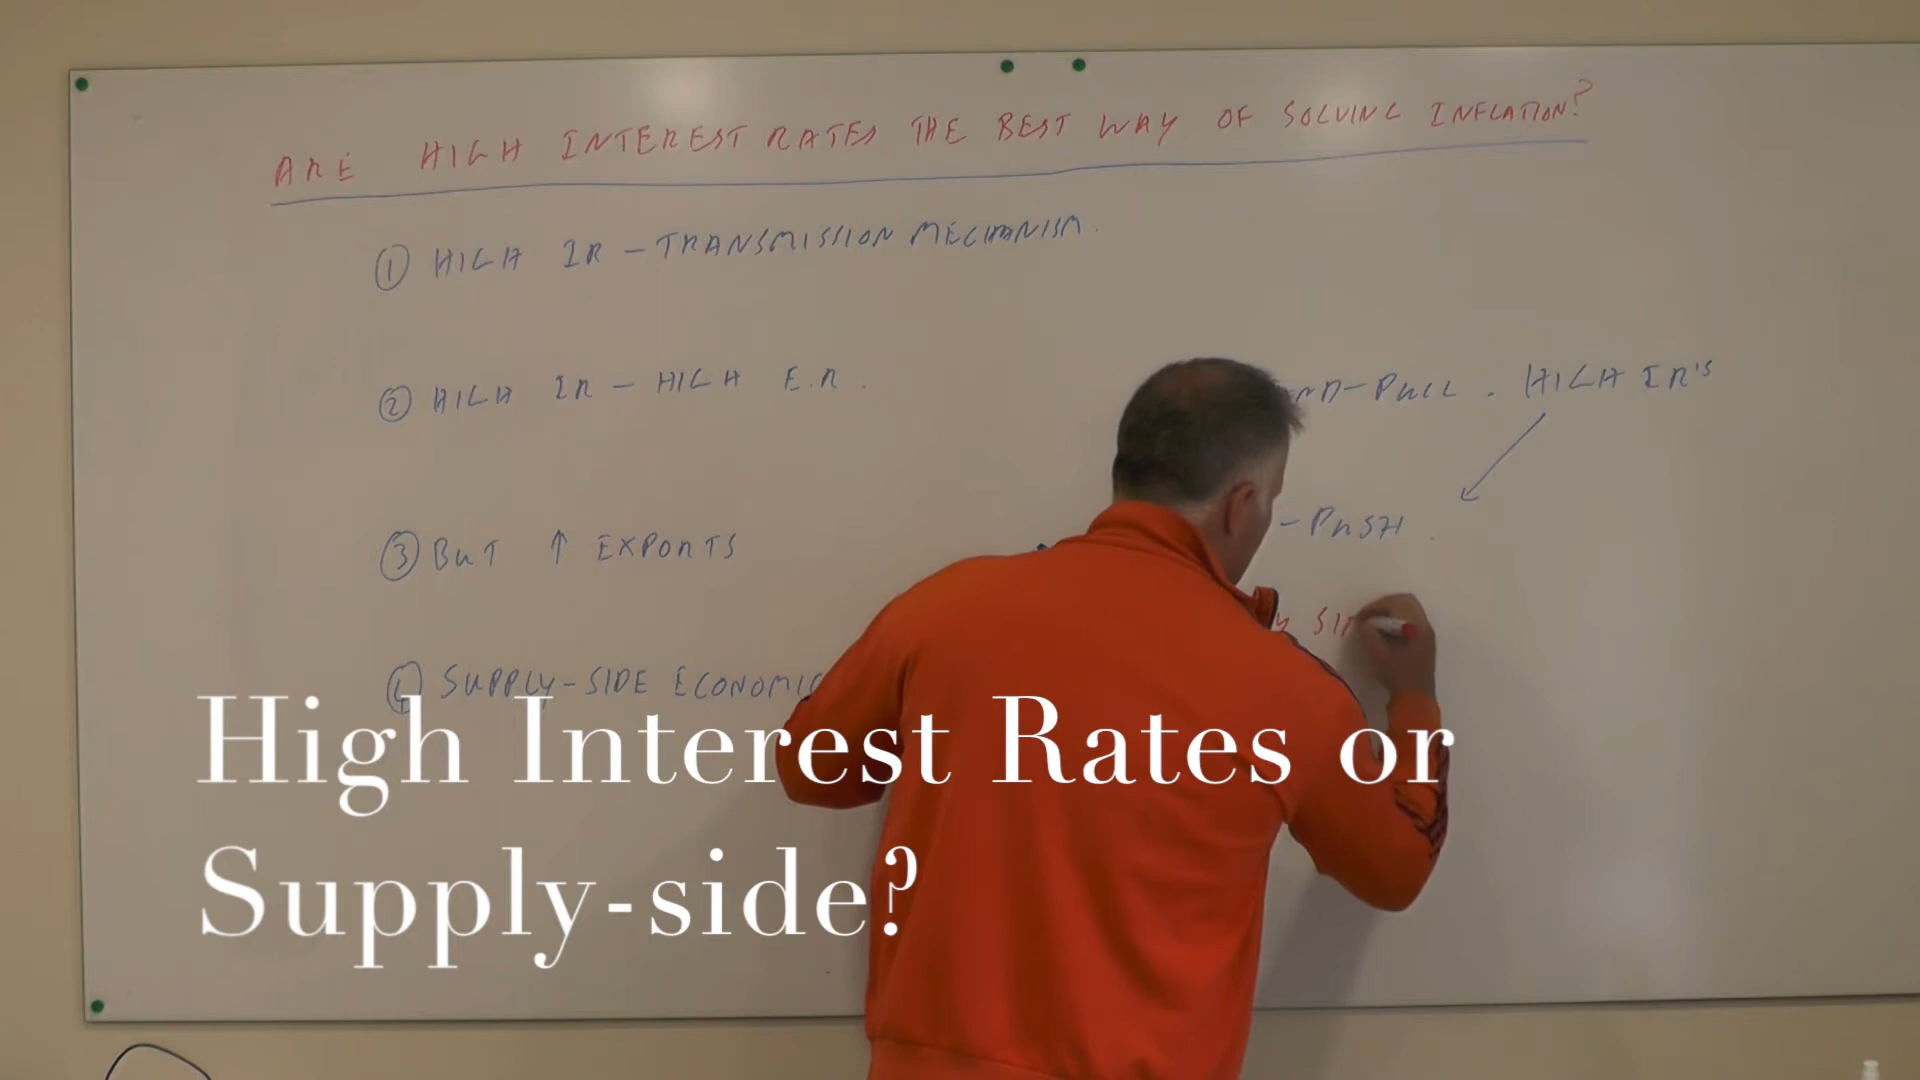 ARE HIGH INTEREST RATES THE BEST WAY OF SOLVING INFLATION?
① HIGH IR - TRANSMISSION MECHANISM.
② HIGH IR - HIGH E.R.
③ BUT ↑ EXPORTS
④ SUPPLY-SIDE ECONOMIC
-PULL. HIGH IR'S
-PUSH.
High Interest Rates or
Supply-side?